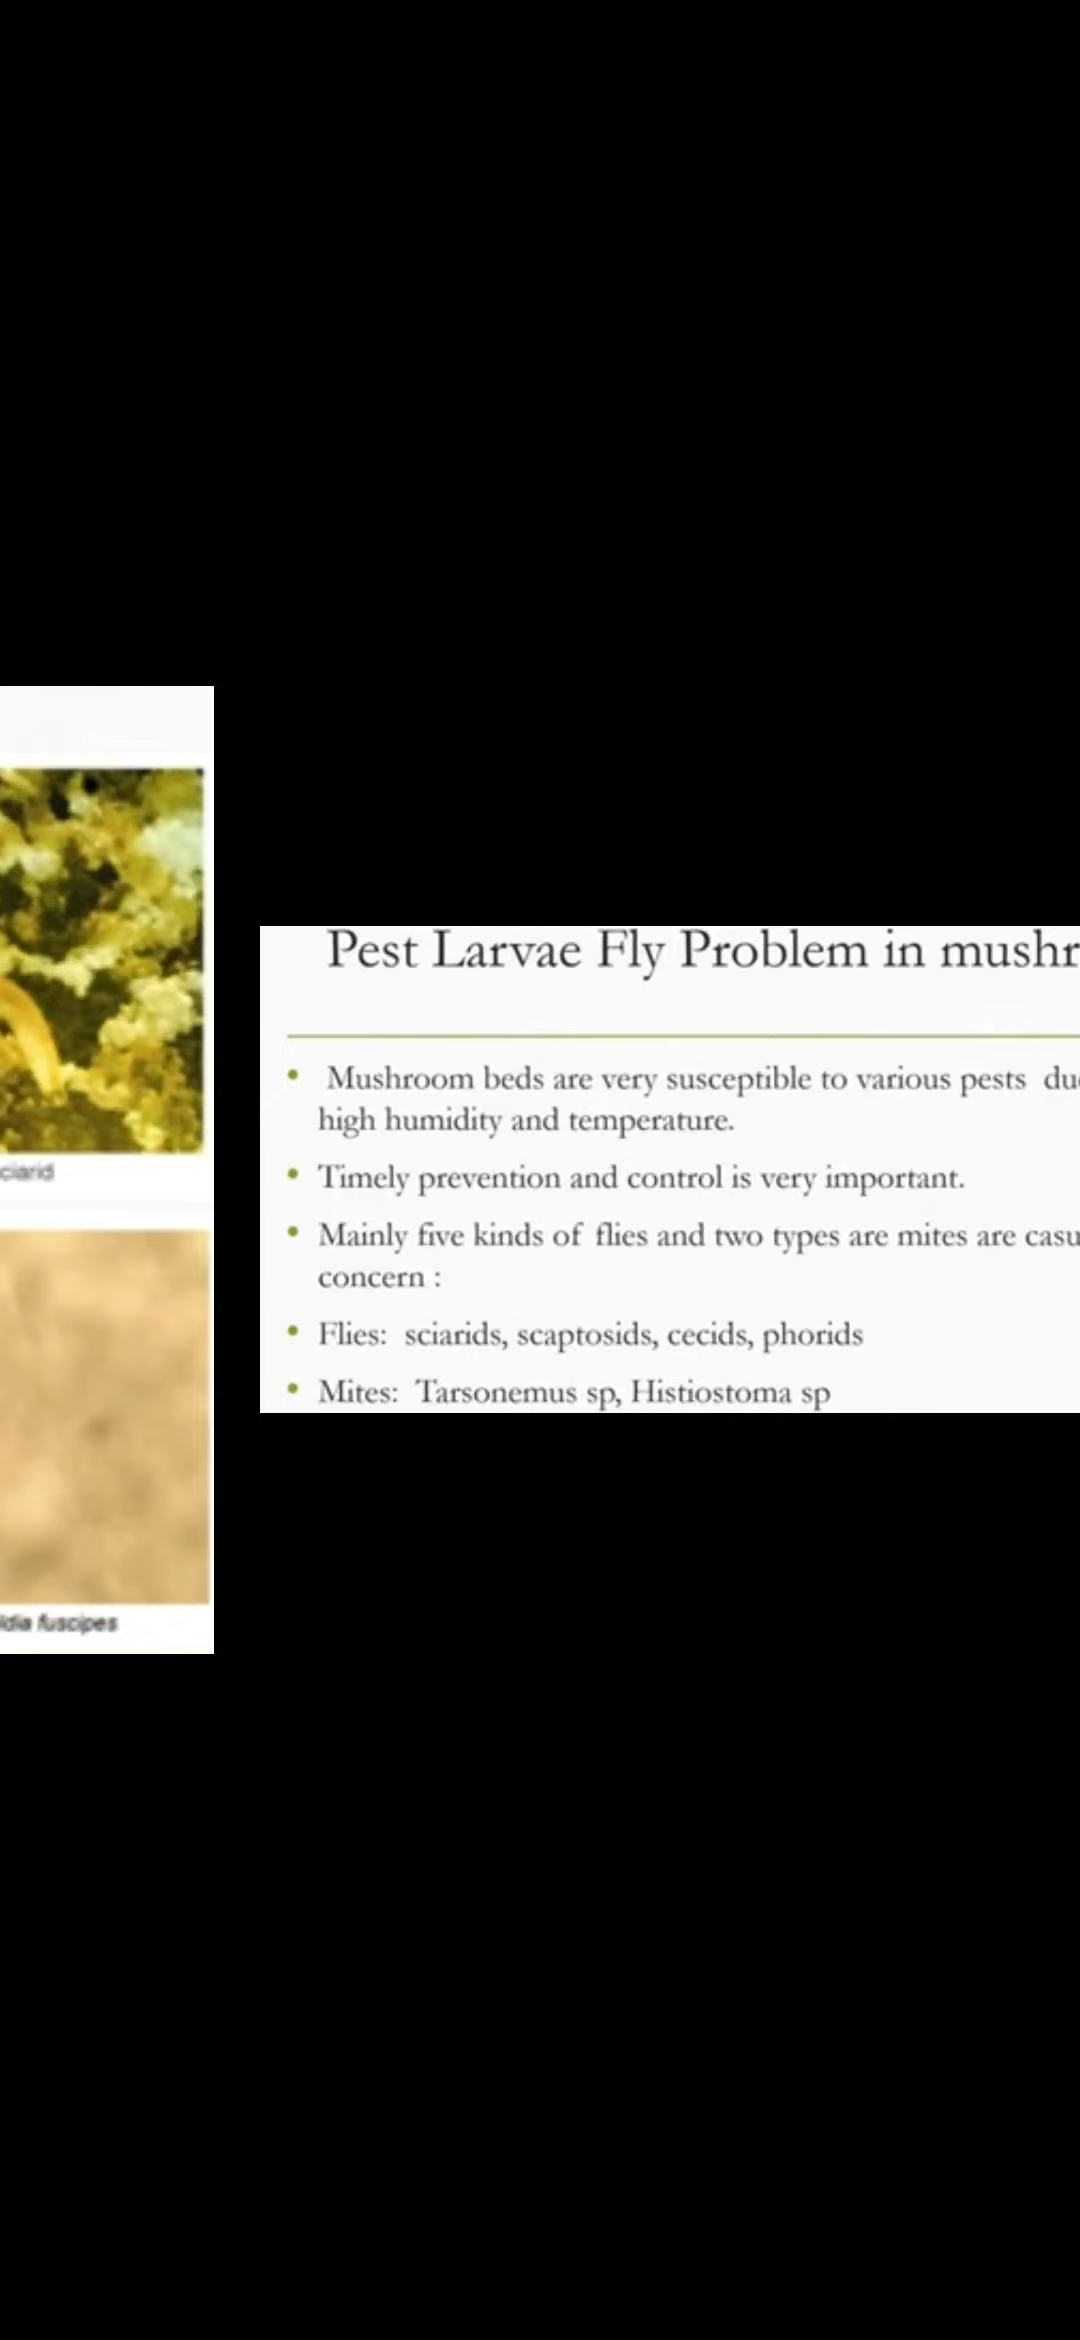 ciarid
ldia fuscipes
Pest Larvae Fly Problem in mushr
• Mushroom beds are very susceptible to various pests du
high humidity and temperature.
• Timely prevention and control is very important.
• Mainly five kinds of flies and two types are mites are casu
concern :
• Flies: sciarids, scaptosids, cecids, phorids
• Mites: Tarsonemus sp, Histiostoma sp